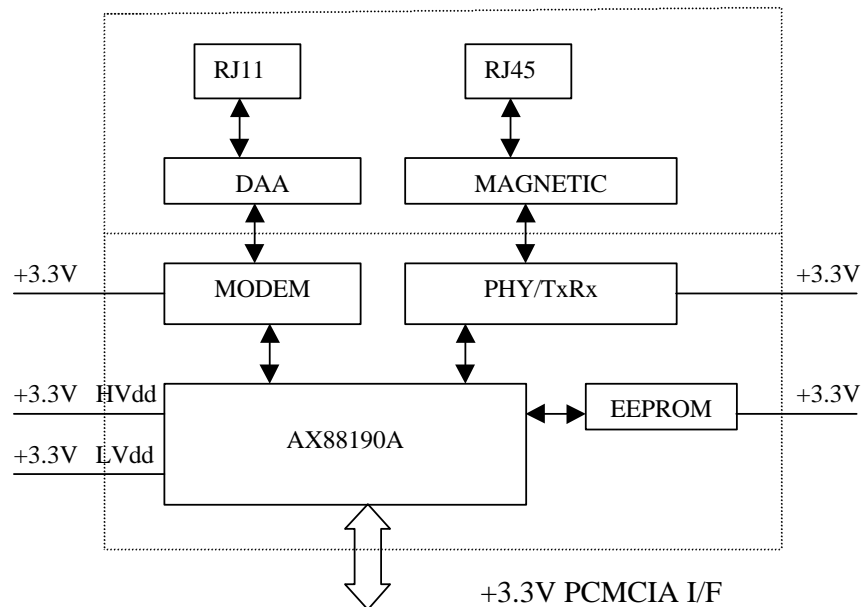 RJ11 RJ45
DAA MAGNETIC
+3.3V MODEM PHY/TxRx +3.3V
+3.3V HVdd EEPROM +3.3V
AX88190A
+3.3V LVdd
+3.3V PCMCIA I/F